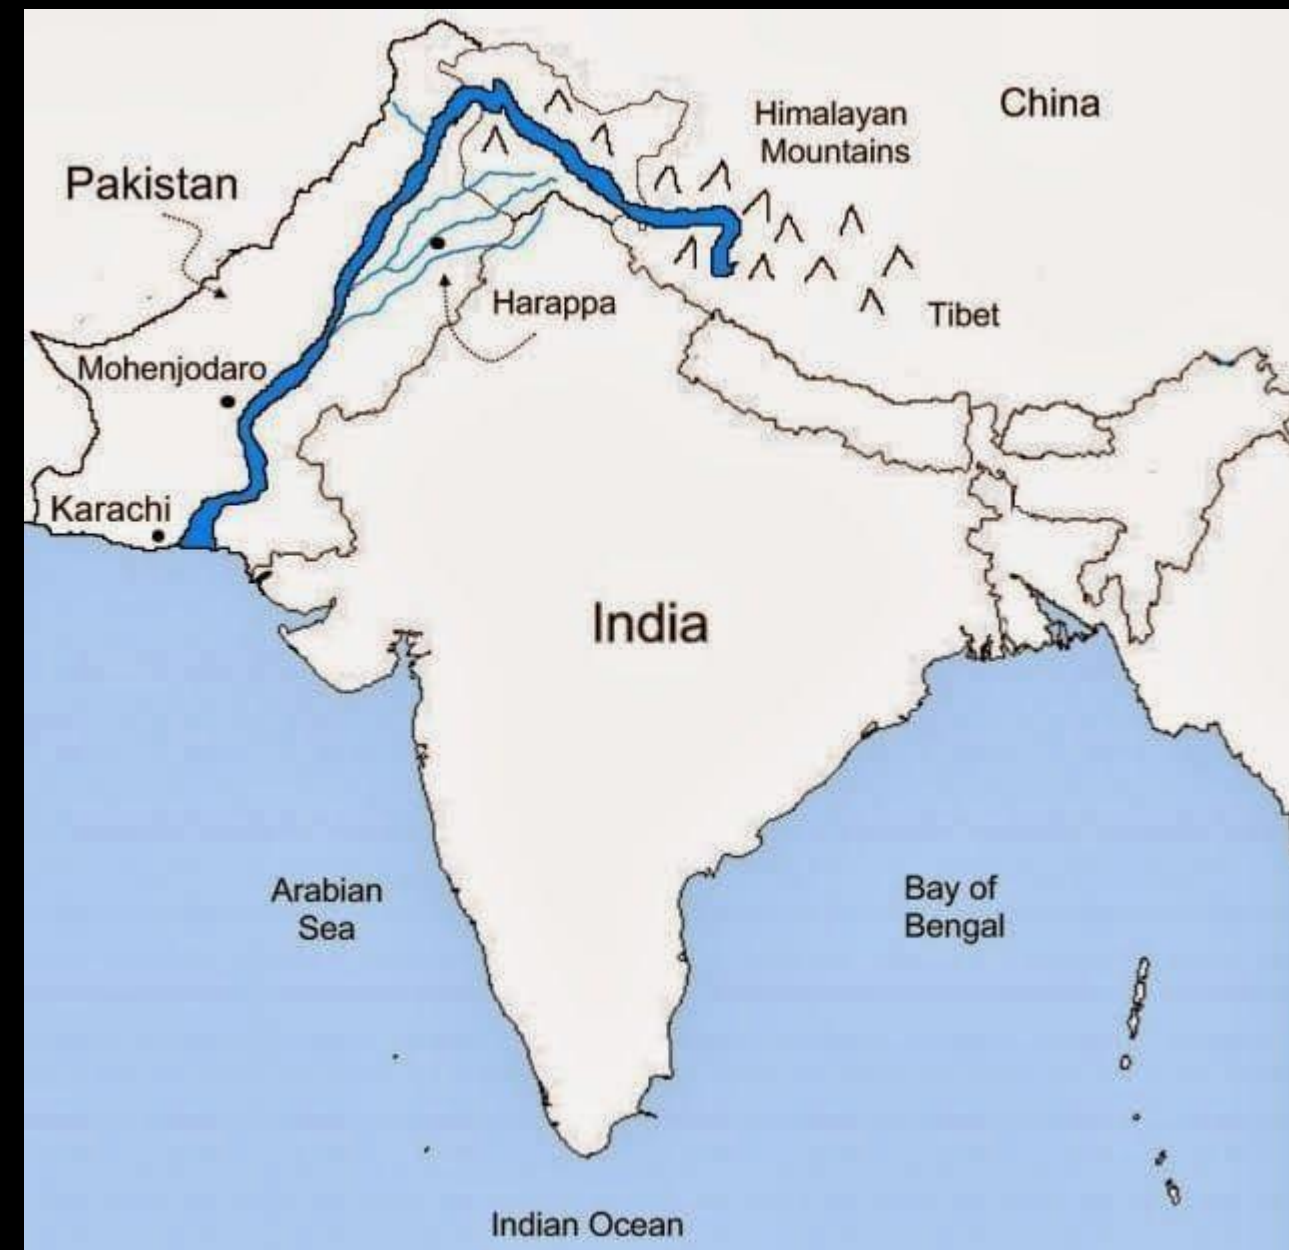 China
Himalayan
Mountains
Pakistan
Harappa
Tibet
Mohenjodaro
Karachi
India
Arabian
Sea
Bay of
Bengal
Indian Ocean